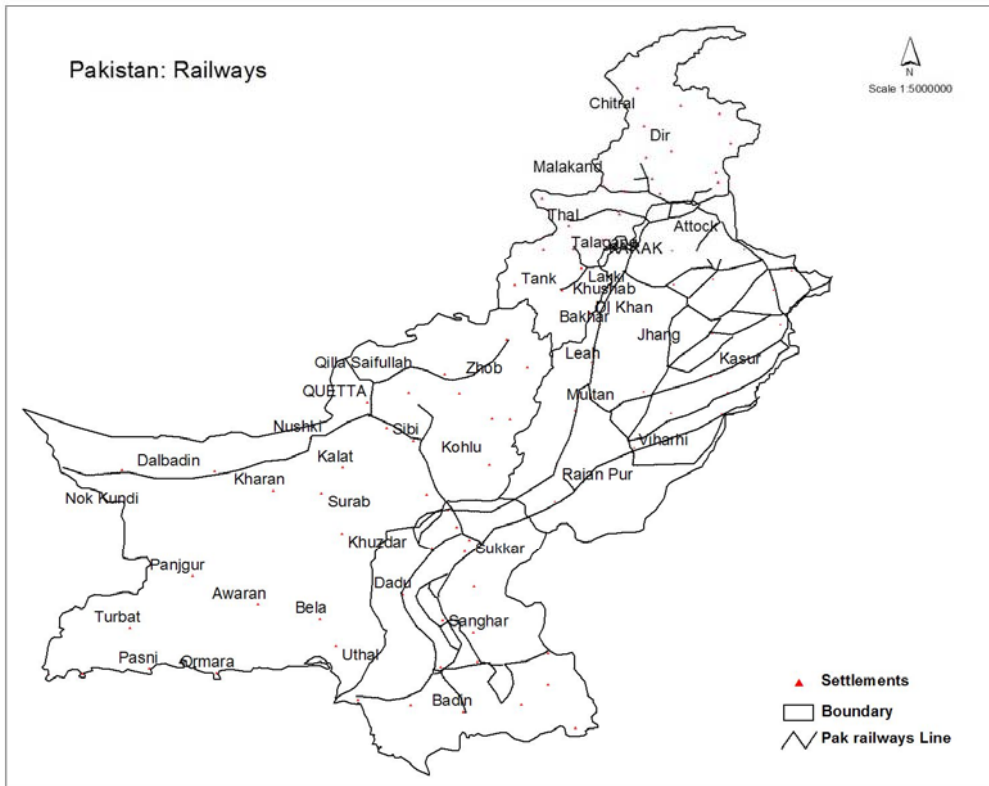 Pakistan: Railways
N
Scale 1:5000000
Chitral
Dir
Malakand
Thal
Attock
Talagang
KARAK
Tank
Lakki
Khushab
DI Khan
Bakhar
Jhang
Leah
Kasur
Qilla Saifullah
Zhob
QUETTA
Multan
Nushki
Sibi
Viharhi
Kohlu
Dalbadin
Kalat
Kharan
Rajan Pur
Nok Kundi
Surab
Khuzdar
Sukkar
Panjgur
Dadu
Awaran
Bela
Turbat
Sanghar
Pasni
Ormara
Uthal
Badin
Settlements
Boundary
Pak railways Line